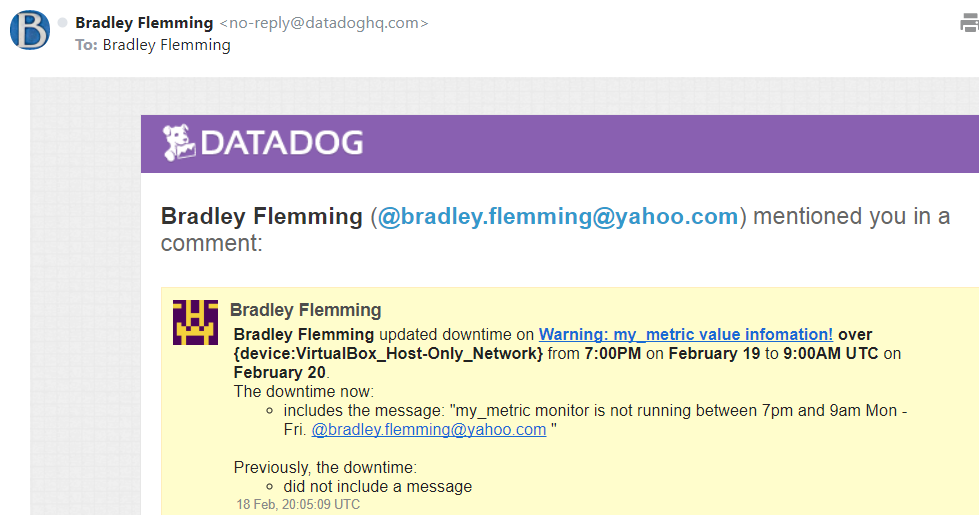 B
Bradley Flemming <no-reply@datadoghq.com>
To: Bradley Flemming
DATADOG
Bradley Flemming (@bradley.flemming@yahoo.com) mentioned you in a
comment:
Bradley Flemming
Bradley Flemming updated downtime on Warning: my_metric value infomation! over
{device:VirtualBox_Host-Only_Network} from 7:00PM on February 19 to 9:00AM UTC on
February 20.
The downtime now:
includes the message: "my_metric monitor is not running between 7pm and 9am Mon -
Fri. @bradley.flemming@yahoo.com "
Previously, the downtime:
did not include a message
18 Feb, 20:05:09 UTC